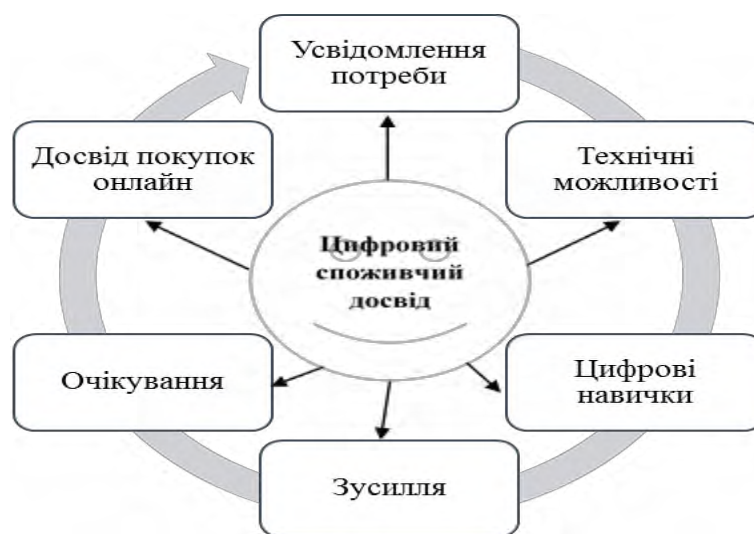 Усвідомлення
потреби
Досвід покупок
онлайн
Технічні
можливості
Цифровий
споживчий
досвід
Очікування
Цифрові
навички
Зусилля